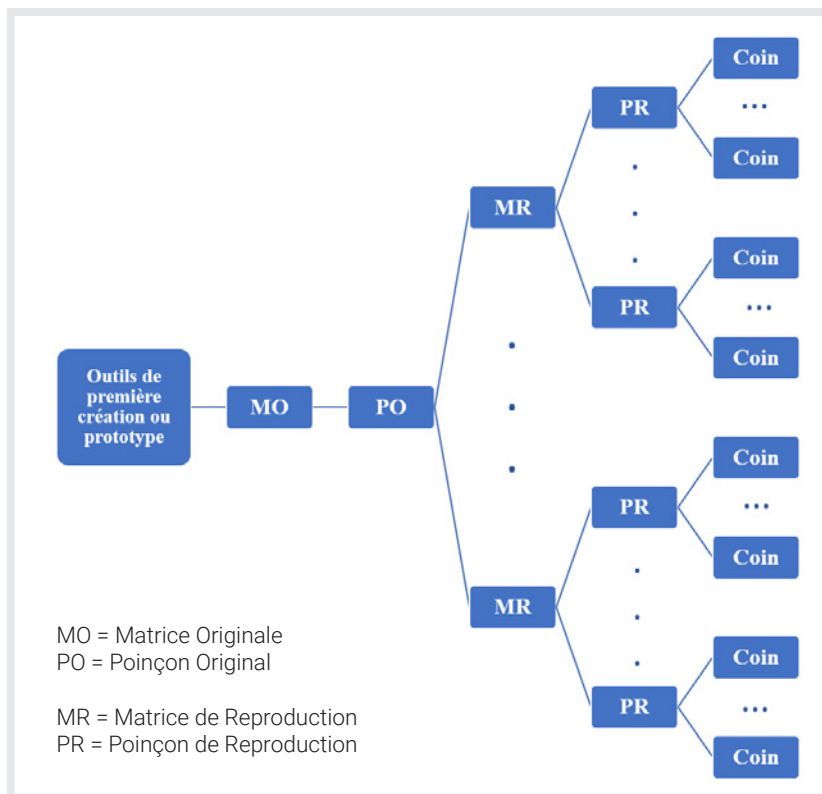 Outils de
première
création ou
prototype
MO
PO
MR
MR
PR
PR
PR
PR
Coin
...
Coin
Coin
...
Coin
Coin
...
Coin
Coin
...
Coin
MO = Matrice Originale
PO = Poinçon Original
MR = Matrice de Reproduction
PR = Poinçon de Reproduction